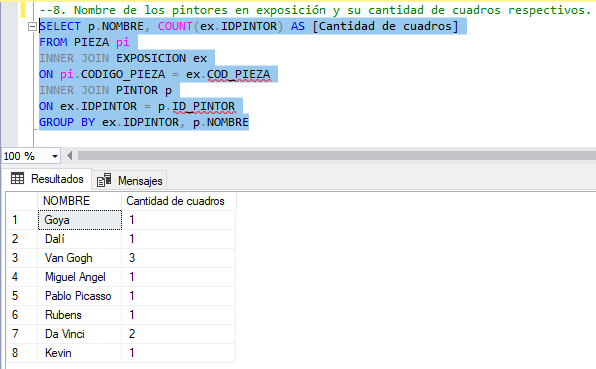 --8. Nombre de los pintores en exposición y su cantidad de cuadros respectivos.
SELECT p.NOMBRE, COUNT(ex.IDPINTOR) AS [Cantidad de cuadros]
FROM PIEZA pi
INNER JOIN EXPOSICION ex
ON pi.CODIGO_PIEZA = ex.COD_PIEZA
INNER JOIN PINTOR p
ON ex.IDPINTOR = p.ID_PINTOR
GROUP BY ex.IDPINTOR, p.NOMBRE
100 %
Resultados Mensajes
NOMBRE Cantidad de cuadros
1 Goya 1
2 Dalí 1
3 Van Gogh 3
4 Miguel Angel 1
5 Pablo Picasso 1
6 Rubens 1
7 Da Vinci 2
8 Kevin 1